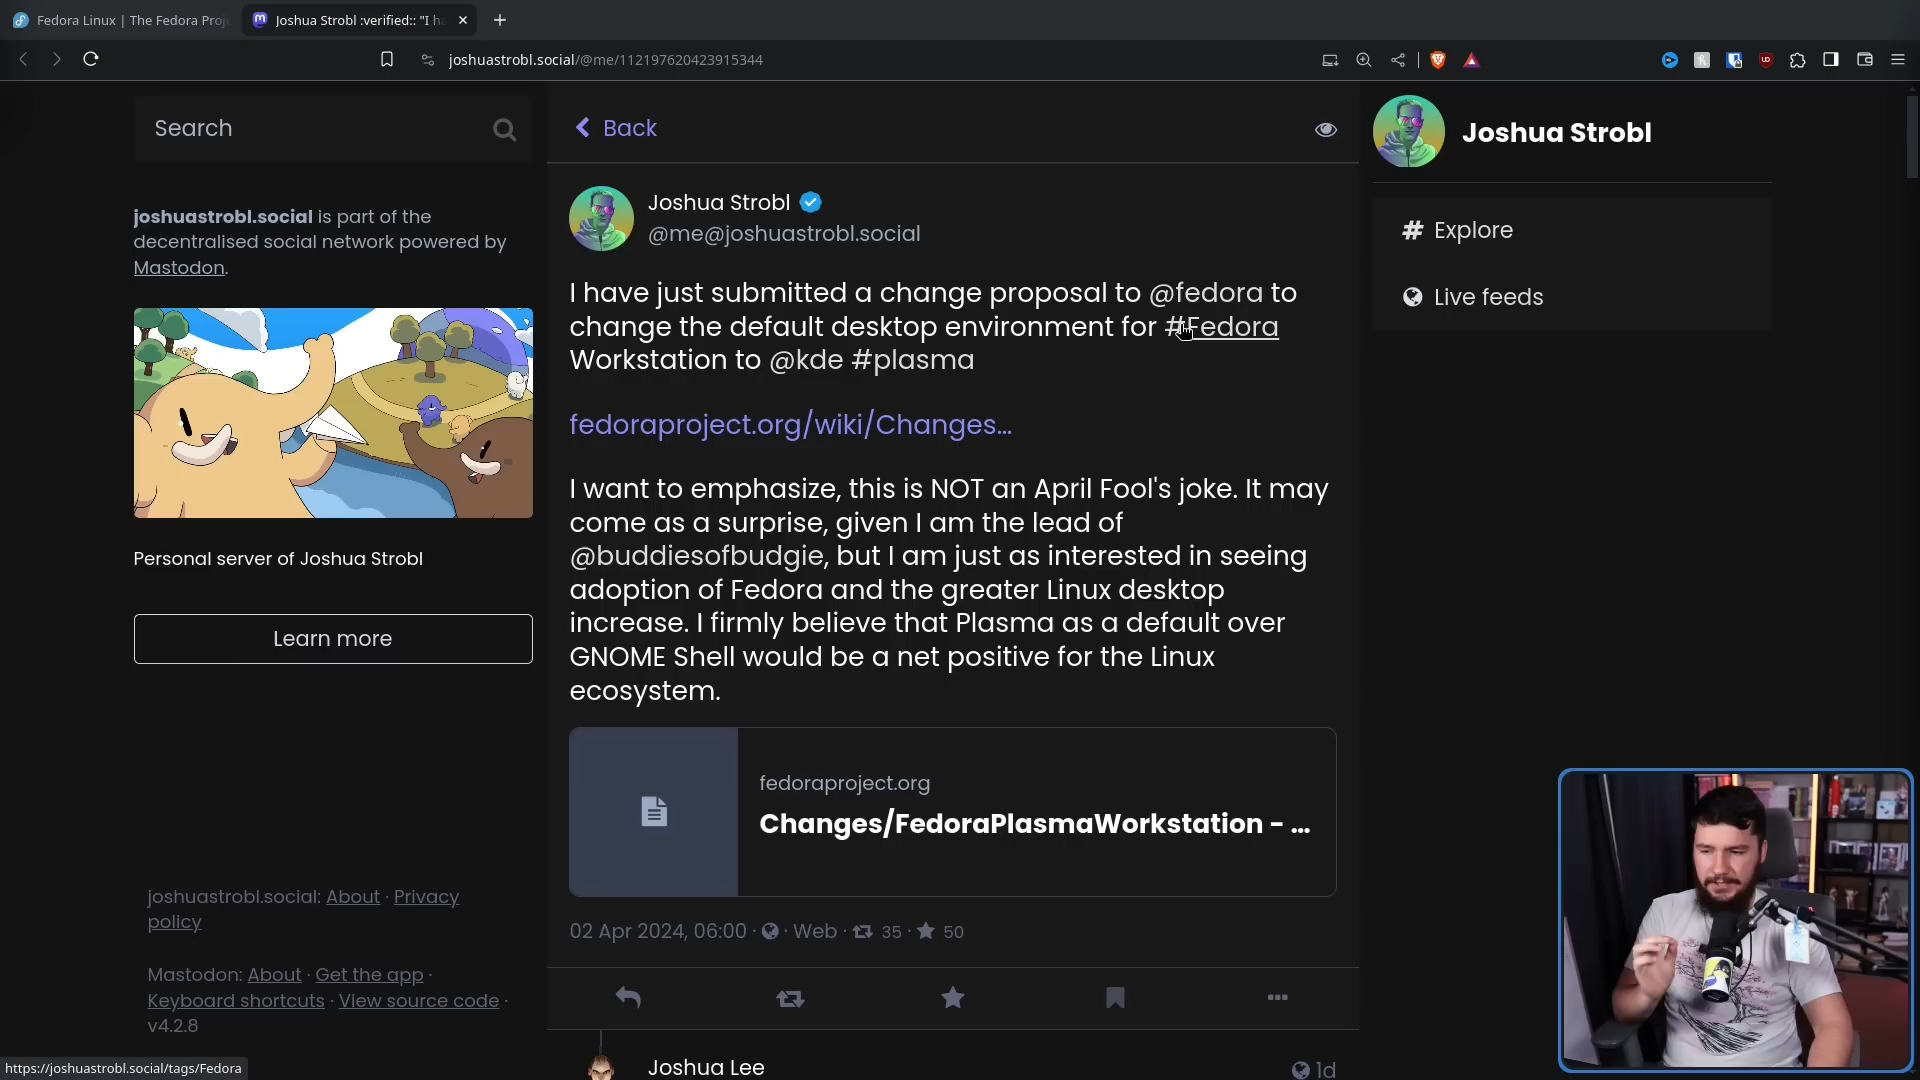 Fedora Linux | The Fedora Proj
Joshua Strobl :verified:: "I ha
joshuastrobl.social/@me/112197620423915344
Search
joshuastrobl.social is part of the
decentralised social network powered by
Mastodon.
Personal server of Joshua Strobl
Learn more
joshuastrobl.social: About · Privacy
policy
Mastodon: About · Get the app ·
Keyboard shortcuts · View source code ·
v4.2.8
https://joshuastrobl.social/tags/Fedora
Back
Joshua Strobl
@me@joshuastrobl.social
I have just submitted a change proposal to @fedora to
change the default desktop environment for #Fedora
Workstation to @kde #plasma
fedoraproject.org/wiki/Changes…
I want to emphasize, this is NOT an April Fool's joke. It may
come as a surprise, given I am the lead of
@buddiesofbudgie, but I am just as interested in seeing
adoption of Fedora and the greater Linux desktop
increase. I firmly believe that Plasma as a default over
GNOME Shell would be a net positive for the Linux
ecosystem.
fedoraproject.org
Changes/FedoraPlasmaWorkstation - ...
02 Apr 2024, 06:00 · Web · 35 · 50
Joshua Lee
1d
Joshua Strobl
# Explore
Live feeds